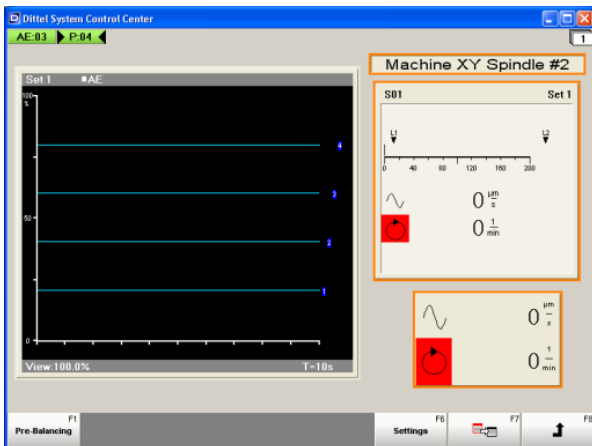 Dittel System Control Center
AE:03 P:04
1
Machine XY Spindle #2
Set 1 AE
100
%
50
0
4
3
2
1
View:100.0% T=10s
S01 Set 1
L1 L2
0 40 80 120 160 200
0 µm/s
0 1/min
0 µm/s
0 1/min
F1 F6 F7 F8
Pre-Balancing Settings